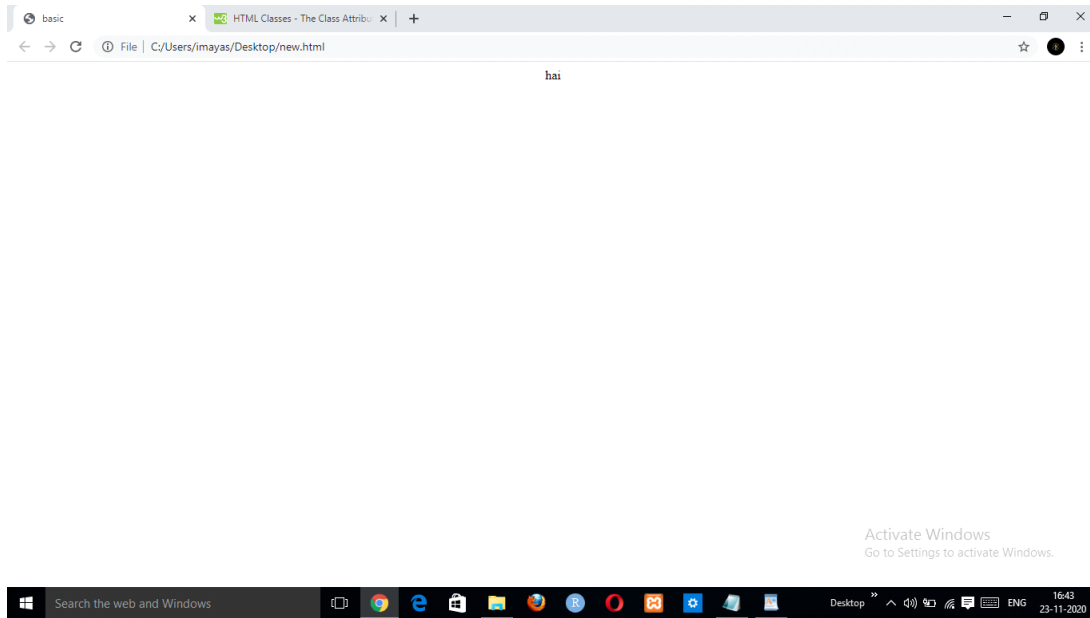 basic
HTML Classes - The Class Attribu
File
C:/Users/imayas/Desktop/new.html
hai
Activate Windows
Go to Settings to activate Windows.
Search the web and Windows
Desktop
ENG
16:43
23-11-2020